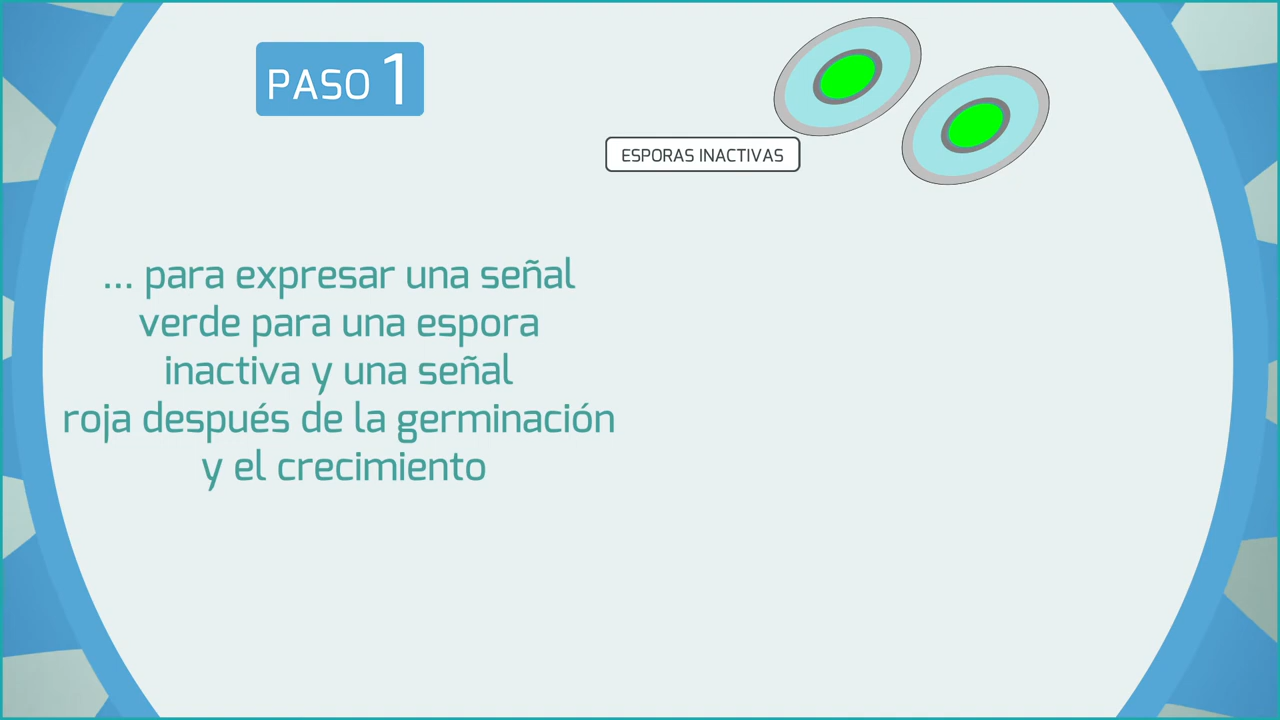 PASO 1
ESPORAS INACTIVAS
... para expresar una señal
verde para una espora
inactiva y una señal
roja después de la germinación
y el crecimiento